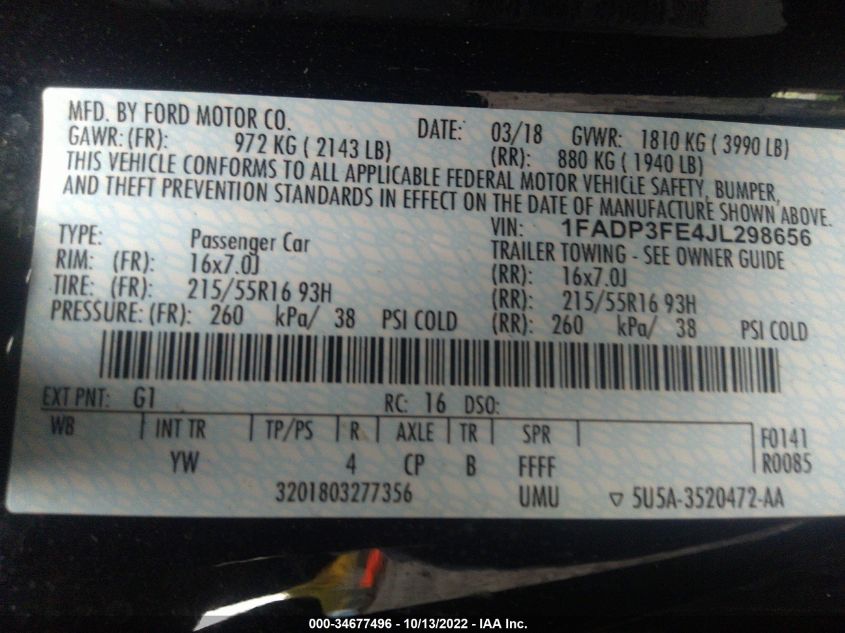 MFD. BY FORD MOTOR CO. DATE: 03/18 GVWR: 1810 KG ( 3990 LB)
GAWR: (FR): 972 KG ( 2143 LB) (RR): 880 KG ( 1940 LB)
THIS VEHICLE CONFORMS TO ALL APPLICABLE FEDERAL MOTOR VEHICLE SAFETY, BUMPER,
AND THEFT PREVENTION STANDARDS IN EFFECT ON THE DATE OF MANUFACTURE SHOWN ABOVE.
VIN: 1FADP3FE4JL298656
TYPE: Passenger Car TRAILER TOWING - SEE OWNER GUIDE
RIM: (FR): 16x7.0J (RR): 16x7.0J
TIRE: (FR): 215/55R16 93H (RR): 215/55R16 93H
PRESSURE: (FR): 260 kPa/ 38 PSI COLD (RR): 260 kPa/ 38 PSI COLD
EXT PNT: G1 RC: 16 DSO:
WB INT TR TP/PS R AXLE TR SPR F0141
YW 4 CP B FFFF R0085
3201803277356 UMU 5U5A-3520472-AA
000-34677496 - 10/13/2022 - IAA Inc.